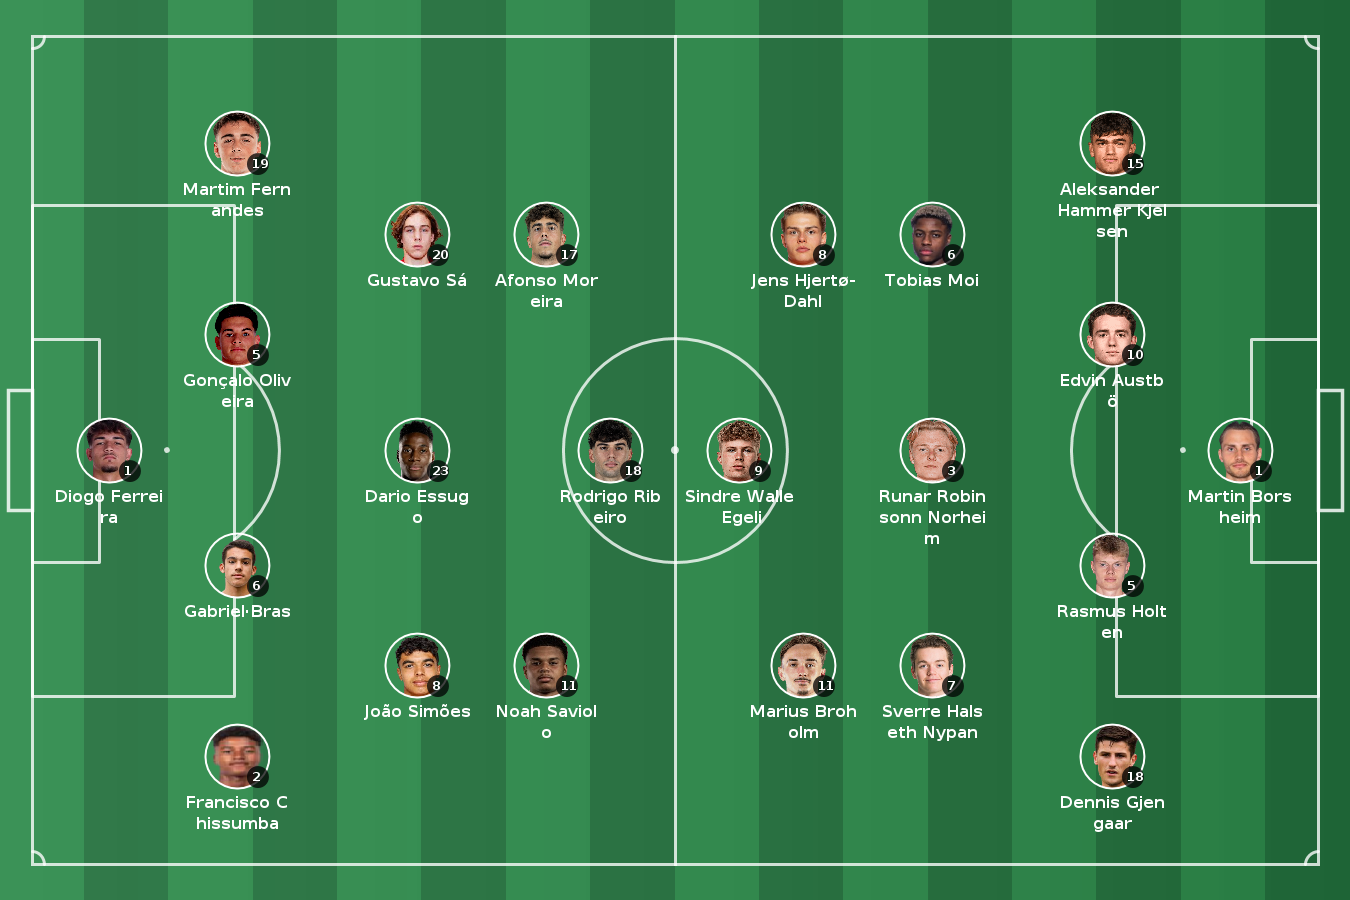 19
Martim Fern
andes
15
Aleksander
Hammer Kjel
sen
20
Gustavo Sá
17
Afonso Mor
eira
8
Jens Hjertø-
Dahl
6
Tobias Moi
5
Gonçalo Oliv
eira
10
Edvin Austb
ö
1
Diogo Ferrei
ra
23
Dario Essug
o
18
Rodrigo Rib
eiro
9
Sindre Walle
Egeli
3
Runar Robin
sonn Norhei
m
1
Martin Bors
heim
6
Gabriel Bras
5
Rasmus Holt
en
8
João Simões
11
Noah Saviol
o
11
Marius Broh
olm
7
Sverre Hals
eth Nypan
2
Francisco C
hissumba
18
Dennis Gjen
gaar